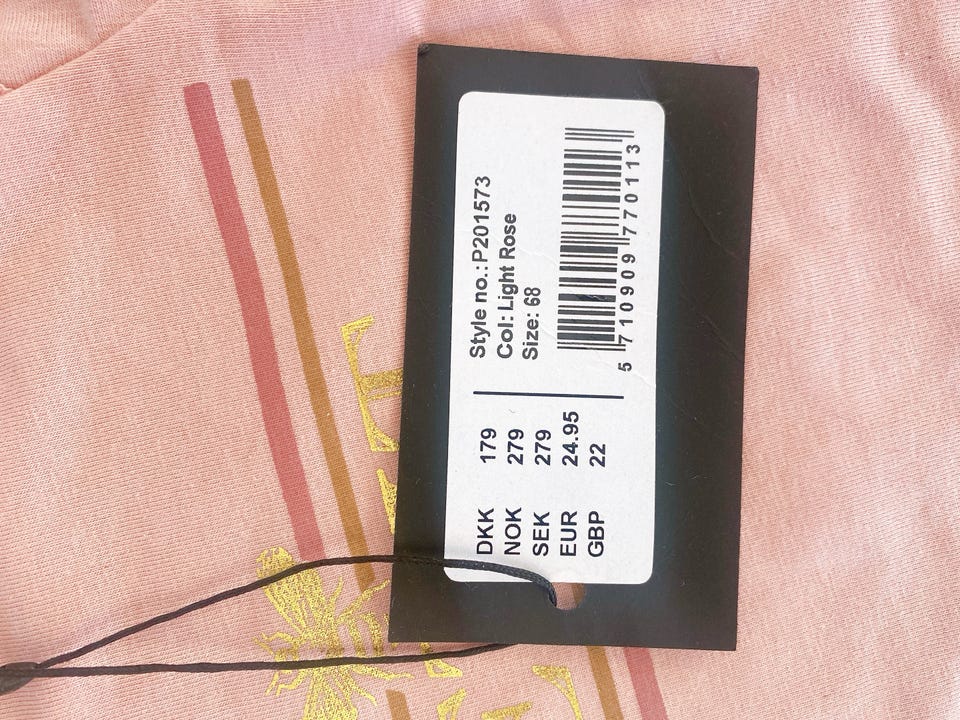 DKK 179
NOK 279
SEK 279
EUR 24.95
GBP 22
Style no.: P201573
Col: Light Rose
Size: 68
5 710909 770113